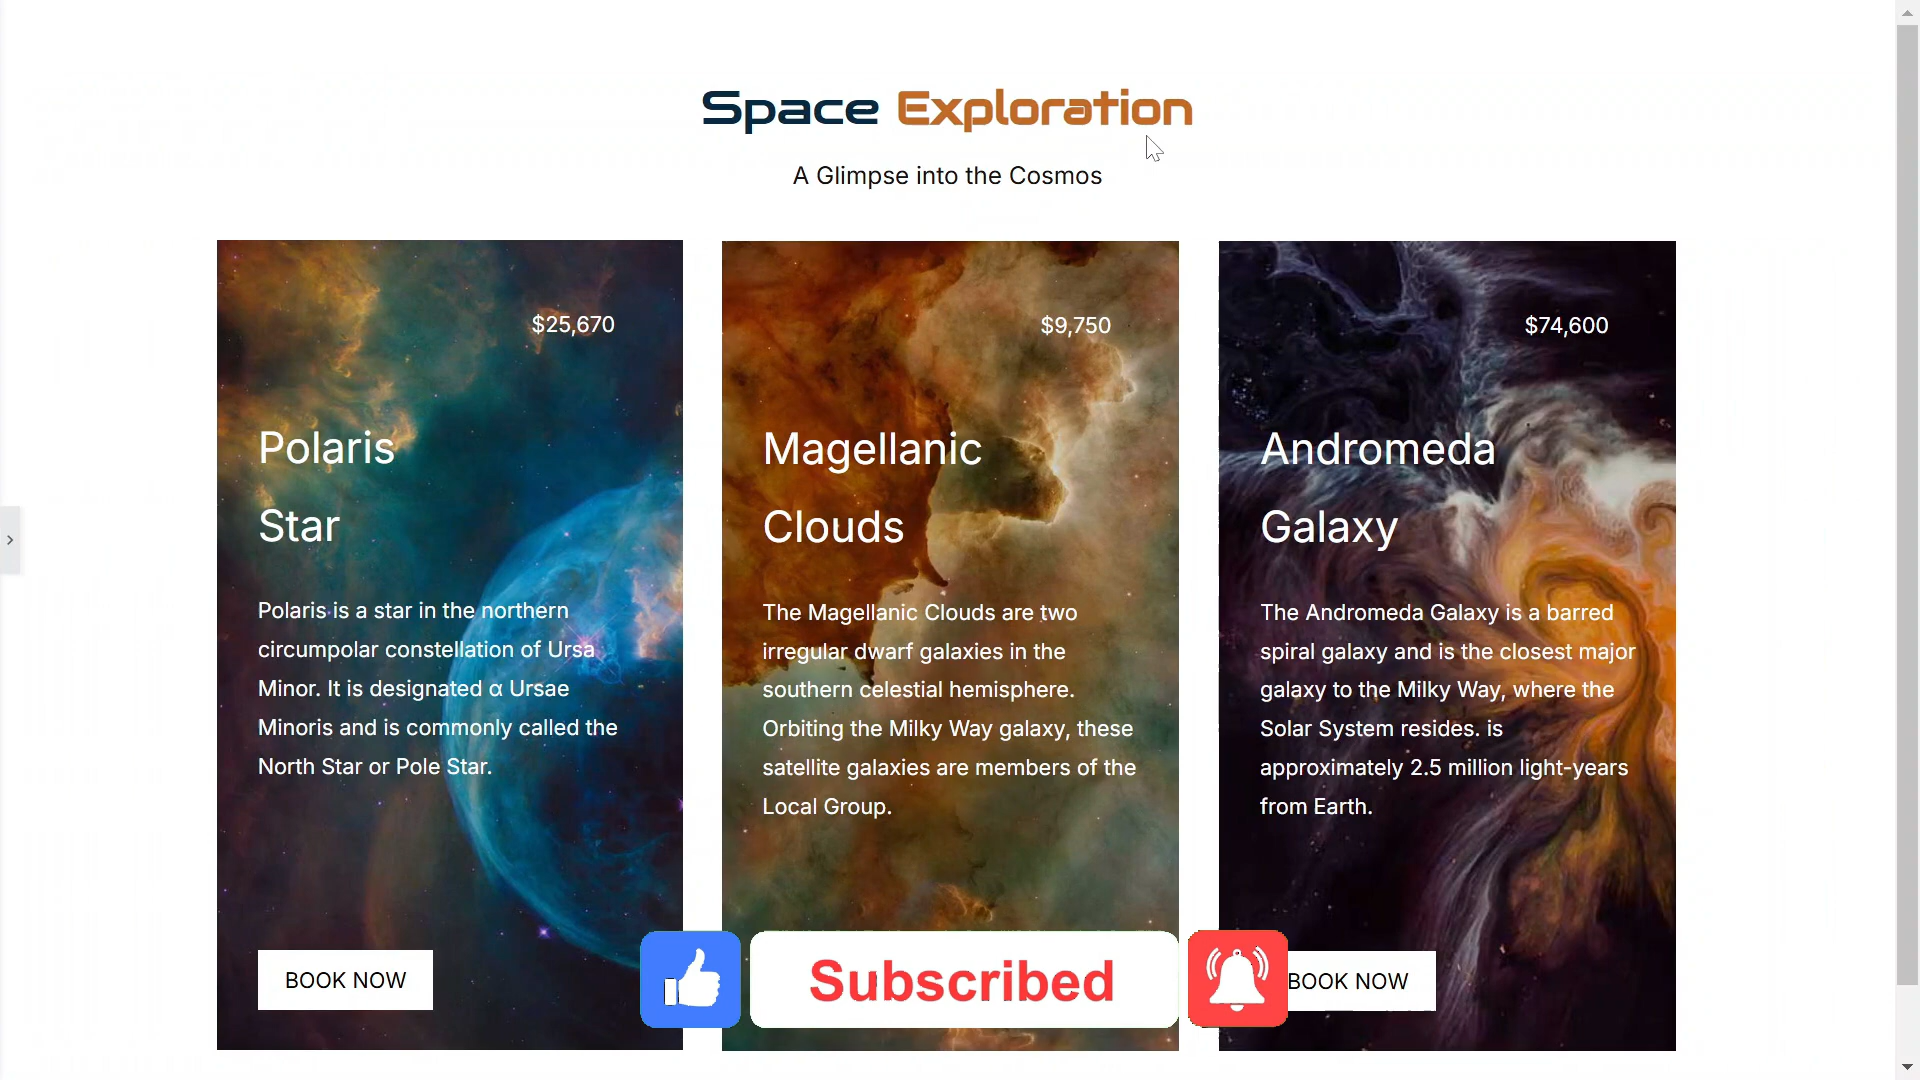 Space Exploration
A Glimpse into the Cosmos
$25,670
Polaris
Star
Polaris is a star in the northern
circumpolar constellation of Ursa
Minor. It is designated α Ursae
Minoris and is commonly called the
North Star or Pole Star.
BOOK NOW
$9,750
Magellanic
Clouds
The Magellanic Clouds are two
irregular dwarf galaxies in the
southern celestial hemisphere.
Orbiting the Milky Way galaxy, these
satellite galaxies are members of the
Local Group.
Subscribed
$74,600
Andromeda
Galaxy
The Andromeda Galaxy is a barred
spiral galaxy and is the closest major
galaxy to the Milky Way, where the
Solar System resides. is
approximately 2.5 million light-years
from Earth.
BOOK NOW